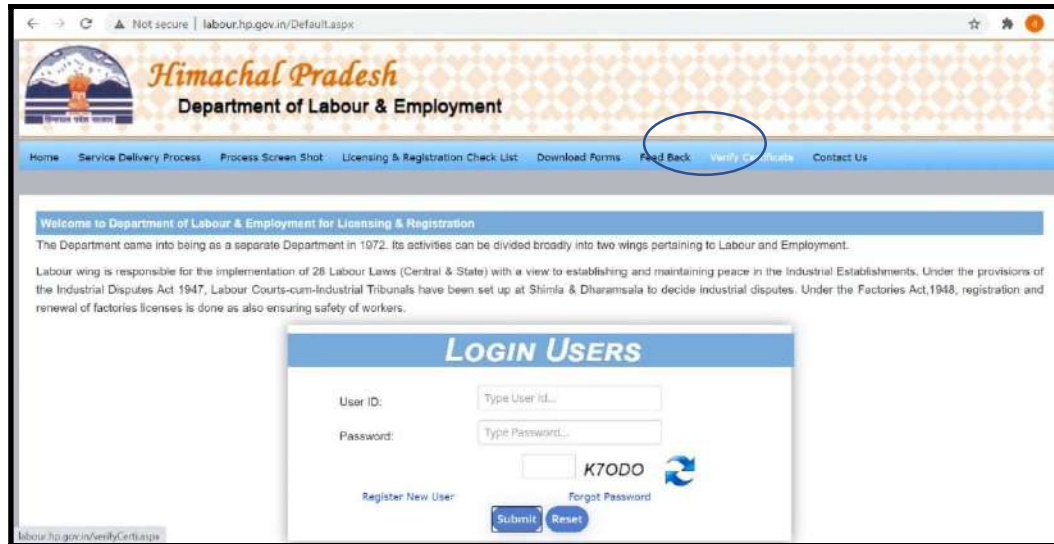 Not secure | labour.hp.gov.in/Default.aspx
Himachal Pradesh
Department of Labour & Employment
हिमाचल प्रदेश
Home Service Delivery Process Process Screen Shot Licensing & Registration Check List Download Forms Feed Back Verify Certificate Contact Us
Welcome to Department of Labour & Employment for Licensing & Registration
The Department came into being as a separate Department in 1972. Its activities can be divided broadly into two wings pertaining to Labour and Employment.
Labour wing is responsible for the implementation of 28 Labour Laws (Central & State) with a view to establishing and maintaining peace in the Industrial Establishments. Under the provisions of
the Industrial Disputes Act 1947, Labour Courts-cum-Industrial Tribunals have been set up at Shimla & Dharamsala to decide industrial disputes. Under the Factories Act,1948, registration and
renewal of factories licenses is done as also ensuring safety of workers.
LOGIN USERS
User ID: Type User Id...
Password: Type Password...
K7ODO
Register New User Forgot Password
Submit Reset
labour.hp.gov.in/verifyCerti.aspx